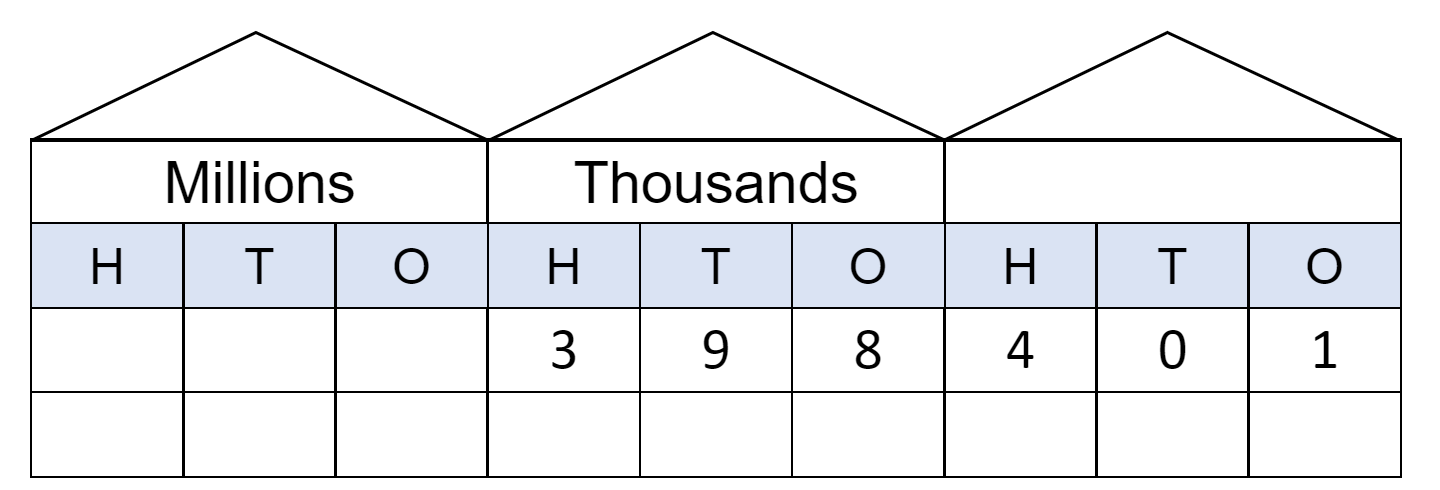 Millions Thousands
H T O H T O H T O
3 9 8 4 0 1